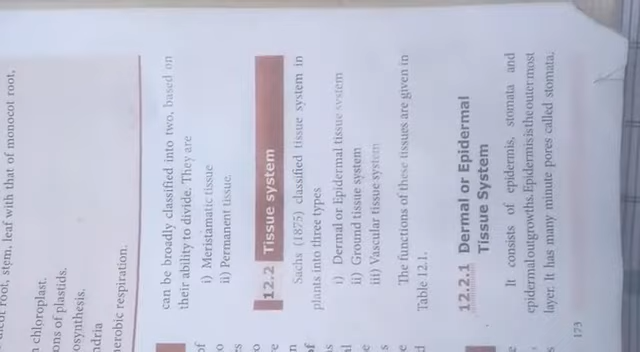 root, stem, leaf with that of monocot root,
chloroplast.
ons of plastids.
osynthesis.
ndria
erobic respiration.
can be broadly classified into two, based on
their ability to divide. They are
i) Meristamatic tissue
ii) Permanent tissue.
12.2 Tissue system
Sachs (1875) classified tissue system in
plants into three types
i) Dermal or Epidermal tissue system
ii) Ground tissue system
iii) Vascular tissue system
The functions of these tissues are given in
Table 12.1.
12.2.1 Dermal or Epidermal
Tissue System
It consists of epidermis, stomata and
epidermal outgrowths. Epidermis is the outer most
layer. It has many minute pores called stomata.
173